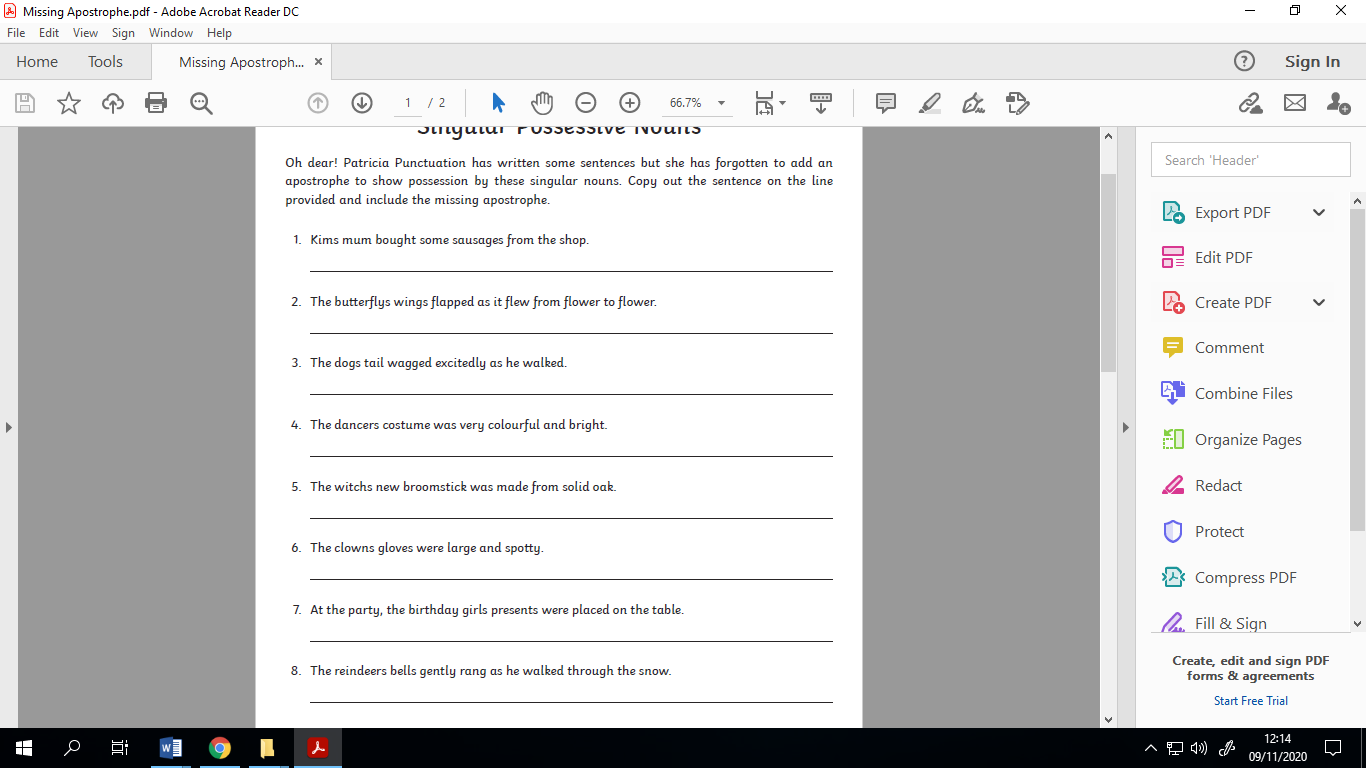 Missing Apostrophe.pdf - Adobe Acrobat Reader DC
File Edit View Sign Window Help
Home Tools Missing Apostroph... × Sign In
1 / 2 66.7%
Singular Possessive Nouns
Oh dear! Patricia Punctuation has written some sentences but she has forgotten to add an
apostrophe to show possession by these singular nouns. Copy out the sentence on the line
provided and include the missing apostrophe.
1. Kims mum bought some sausages from the shop.
2. The butterflys wings flapped as it flew from flower to flower.
3. The dogs tail wagged excitedly as he walked.
4. The dancers costume was very colourful and bright.
5. The witchs new broomstick was made from solid oak.
6. The clowns gloves were large and spotty.
7. At the party, the birthday girls presents were placed on the table.
8. The reindeers bells gently rang as he walked through the snow.
Search 'Header'
Export PDF
Edit PDF
Create PDF
Comment
Combine Files
Organize Pages
Redact
Protect
Compress PDF
Fill & Sign
Create, edit and sign PDF
forms & agreements
Start Free Trial
12:14
09/11/2020